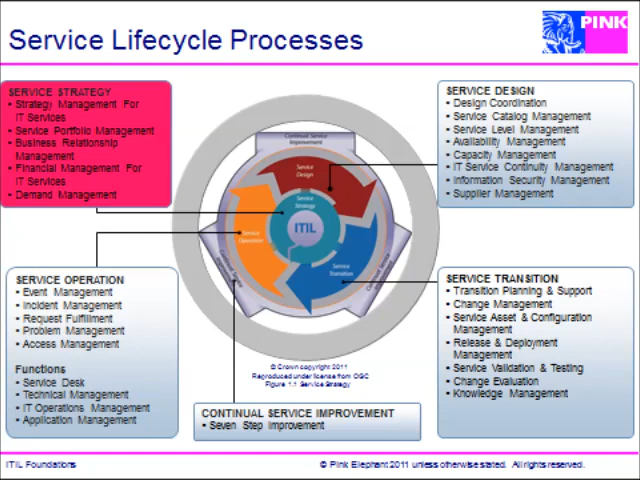 Service Lifecycle Processes
PINK
SERVICE STRATEGY
▪ Strategy Management For
IT Services
▪ Service Portfolio Management
▪ Business Relationship
Management
▪ Financial Management For
IT Services
▪ Demand Management
SERVICE DESIGN
▪ Design Coordination
▪ Service Catalog Management
▪ Service Level Management
▪ Availability Management
▪ Capacity Management
▪ IT Service Continuity Management
▪ Information Security Management
▪ Supplier Management
Continual Service
Improvement
Service
Design
Service
Strategy
ITIL
Service
Operation
Service
Transition
Continual Service
Improvement
Continual Service
Improvement
SERVICE OPERATION
▪ Event Management
▪ Incident Management
▪ Request Fulfillment
▪ Problem Management
▪ Access Management
Functions
▪ Service Desk
▪ Technical Management
▪ IT Operations Management
▪ Application Management
SERVICE TRANSITION
▪ Transition Planning & Support
▪ Change Management
▪ Service Asset & Configuration
Management
▪ Release & Deployment
Management
▪ Service Validation & Testing
▪ Change Evaluation
▪ Knowledge Management
© Crown copyright 2011
Reproduced under license from OGC
Figure 1.1 Service Strategy
CONTINUAL SERVICE IMPROVEMENT
▪ Seven Step Improvement
ITIL Foundations
© Pink Elephant 2011 unless otherwise stated. All rights reserved.